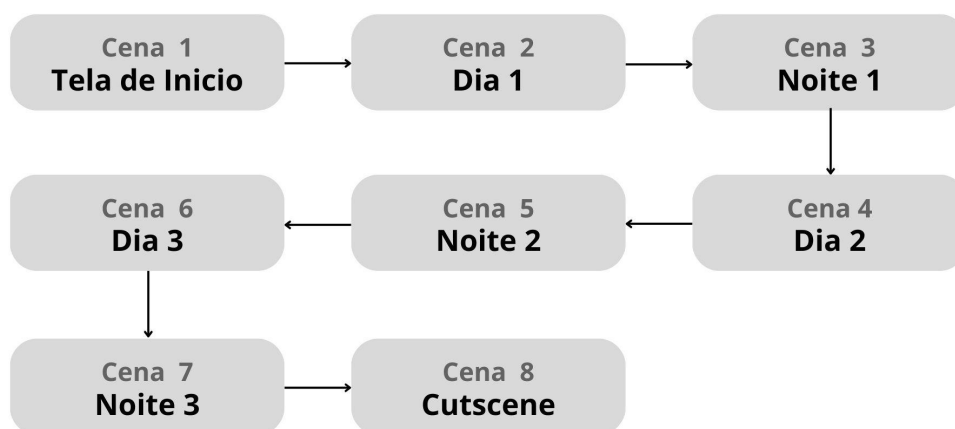 Cena 1
Tela de Inicio
Cena 2
Dia 1
Cena 3
Noite 1
Cena 4
Dia 2
Cena 5
Noite 2
Cena 6
Dia 3
Cena 7
Noite 3
Cena 8
Cutscene